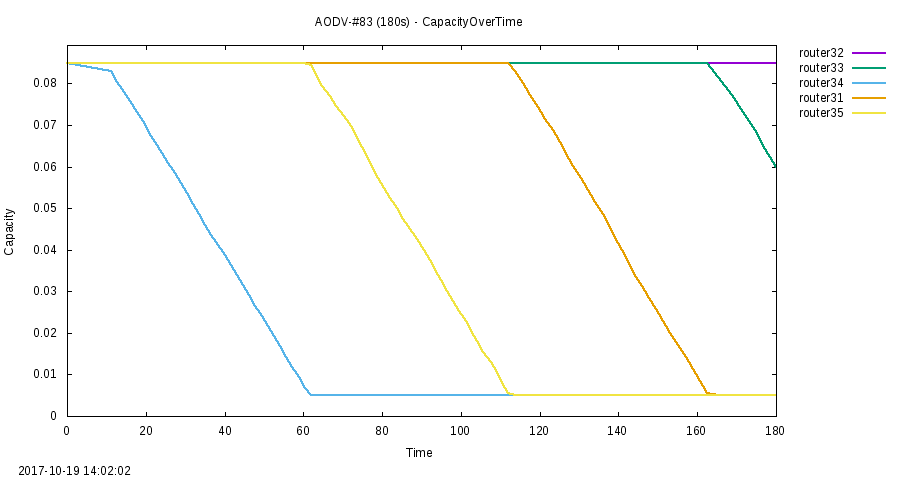 AODV-#83 (180s) - CapacityOverTime
router32
router33
router34
router31
router35
0.08
0.07
0.06
0.05
0.04
0.03
0.02
0.01
0
Capacity
0 20 40 60 80 100 120 140 160 180
Time
2017-10-19 14:02:02